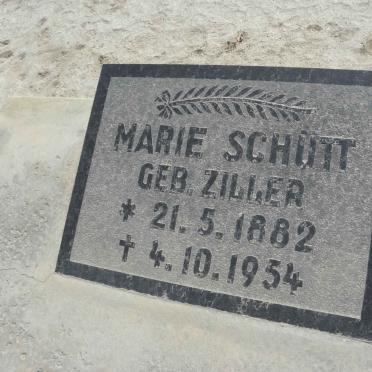 MARIE SCHÜTT
GEB. ZILLER
* 21. 5. 1882
† 4. 10. 1954